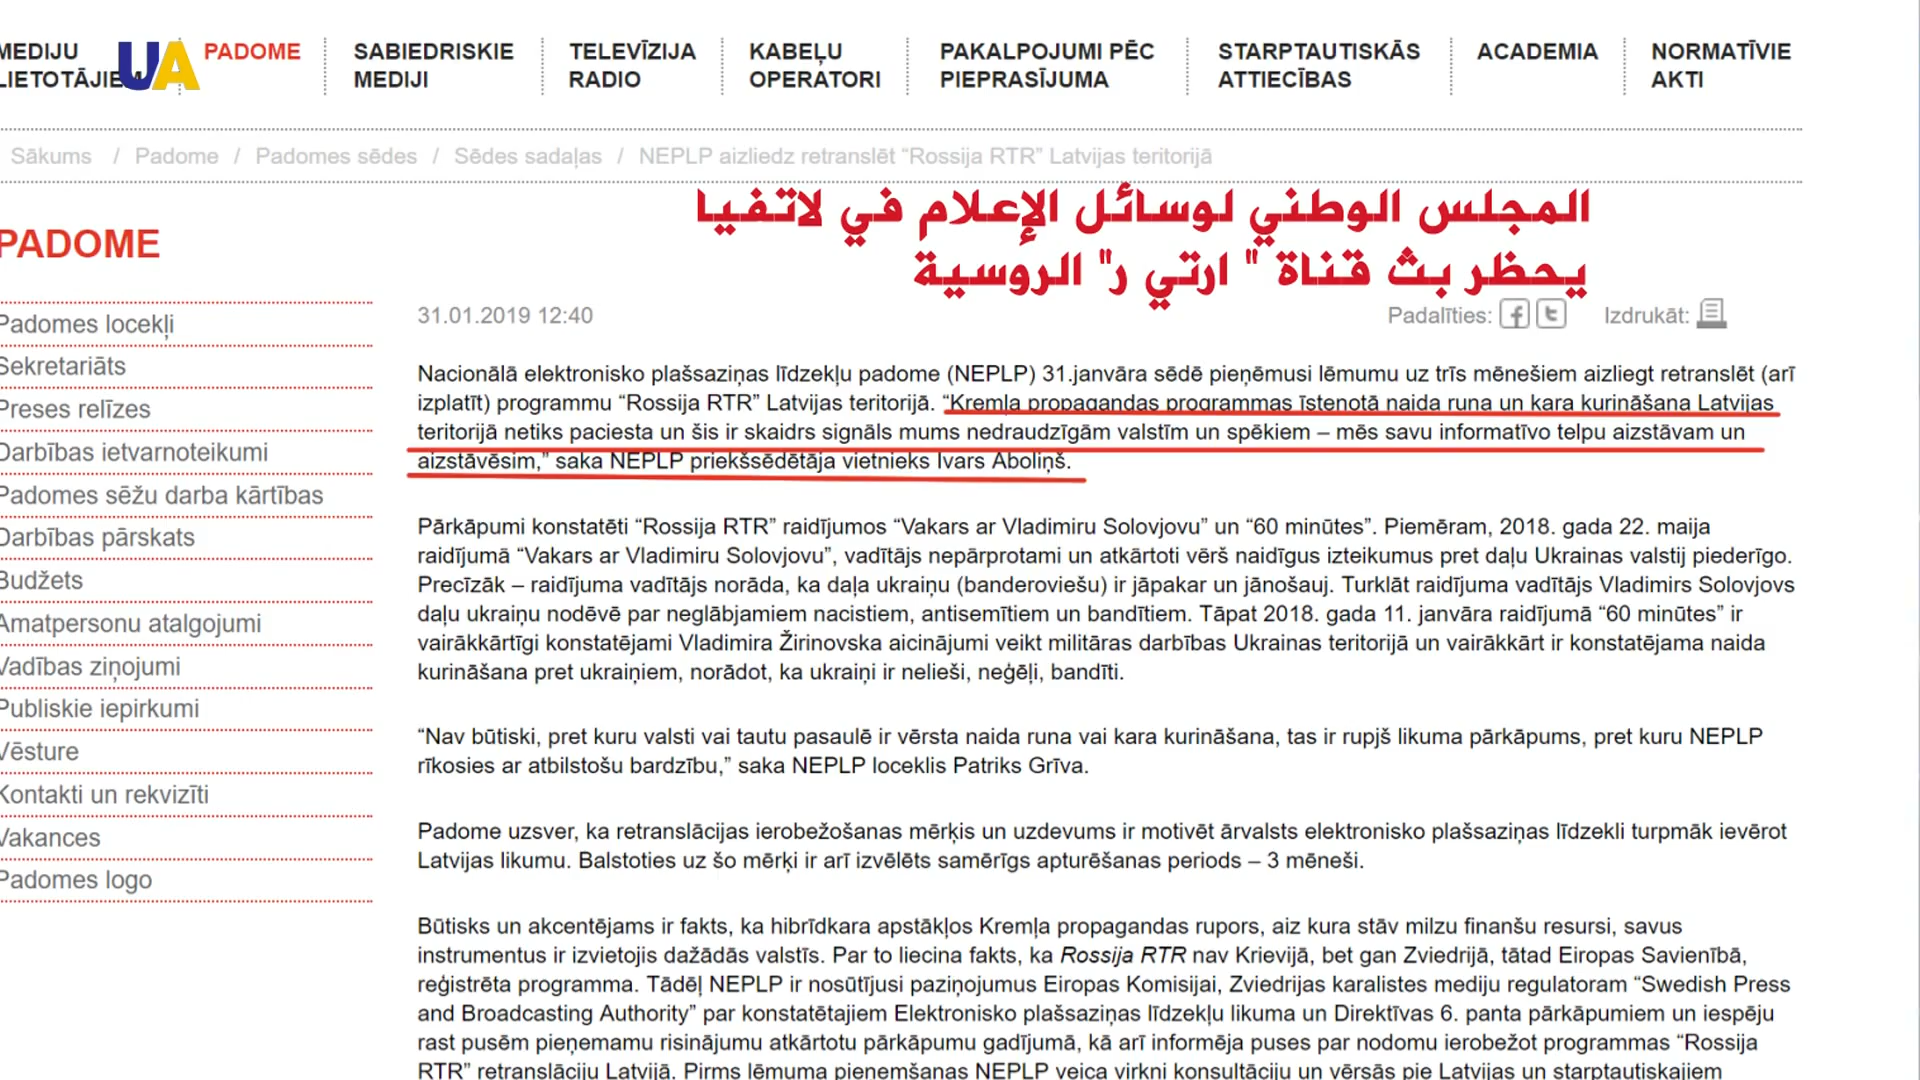 MEDIJU LIETOTĀJIEM
UA
PADOME
SABIEDRISKIE
MEDIJI
TELEVĪZIJA
RADIO
KABEĻU
OPERATORI
PAKALPOJUMI PĒC
PIEPRASĪJUMA
STARPTAUTISKĀS
ATTIECĪBAS
ACADEMIA
NORMATĪVIE
AKTI
Sākums / Padome / Padomes sēdes / Sēdes sadaļas / NEPLP aizliedz retranslēt “Rossija RTR” Latvijas teritorijā
المجلس الوطني لوسائل الإعلام في لاتفيا
يحظر بث قناة " ارتي ر" الروسية
PADOME
Padomes locekļi
Sekretariāts
Preses relīzes
Darbības ietvarnoteikumi
Padomes sēžu darba kārtības
Darbības pārskats
Budžets
Amatpersonu atalgojumi
Vadības ziņojumi
Publiskie iepirkumi
Vēsture
Kontakti un rekvizīti
Vakances
Padomes logo
31.01.2019 12:40
Padalīties:
Izdrukāt:
Nacionālā elektronisko plašsaziņas līdzekļu padome (NEPLP) 31.janvāra sēdē pieņēmusi lēmumu uz trīs mēnešiem aizliegt retranslēt (arī
izplatīt) programmu “Rossija RTR” Latvijas teritorijā. “Kremļa propagandas programmas īstenotā naida runa un kara kurināšana Latvijas
teritorijā netiks paciesta un šis ir skaidrs signāls mums nedraudzīgām valstīm un spēkiem – mēs savu informatīvo telpu aizstāvam un
aizstāvēsim,” saka NEPLP priekšsēdētāja vietnieks Ivars Āboliņš.
Pārkāpumi konstatēti “Rossija RTR” raidījumos “Vakars ar Vladimiru Solovjovu” un “60 minūtes”. Piemēram, 2018. gada 22. maija
raidījumā “Vakars ar Vladimiru Solovjovu”, vadītājs nepārprotami un atkārtoti vērš naidīgus izteikumus pret daļu Ukrainas valstij piederīgo.
Precīzāk – raidījuma vadītājs norāda, ka daļa ukraiņu (banderoviešu) ir jāpakar un jānošauj. Turklāt raidījuma vadītājs Vladimirs Solovjovs
daļu ukraiņu nodēvē par neglābjamiem nacistiem, antisemītiem un bandītiem. Tāpat 2018. gada 11. janvāra raidījumā “60 minūtes” ir
vairākkārtīgi konstatējami Vladimira Žirinovska aicinājumi veikt militāras darbības Ukrainas teritorijā un vairākkārt ir konstatējama naida
kurināšana pret ukraiņiem, norādot, ka ukraiņi ir nelieši, neģēļi, bandīti.
“Nav būtiski, pret kuru valsti vai tautu pasaulē ir vērsta naida runa vai kara kurināšana, tas ir rupjš likuma pārkāpums, pret kuru NEPLP
rīkosies ar atbilstošu bardzību,” saka NEPLP loceklis Patriks Grīva.
Padome uzsver, ka retranslācijas ierobežošanas mērķis un uzdevums ir motivēt ārvalsts elektronisko plašsaziņas līdzekli turpmāk ievērot
Latvijas likumu. Balstoties uz šo mērķi ir arī izvēlēts samērīgs apturēšanas periods – 3 mēneši.
Būtisks un akcentējams ir fakts, ka hibrīdkara apstākļos Kremļa propagandas rupors, aiz kura stāv milzu finanšu resursi, savus
instrumentus ir izvietojis dažādās valstīs. Par to liecina fakts, ka Rossija RTR nav Krievijā, bet gan Zviedrijā, tātad Eiropas Savienībā,
reģistrēta programma. Tādēļ NEPLP ir nosūtījusi paziņojumus Eiropas Komisijai, Zviedrijas karalistes mediju regulatoram “Swedish Press
and Broadcasting Authority” par konstatētajiem Elektronisko plašsaziņas līdzekļu likuma un Direktīvas 6. panta pārkāpumiem un iespēju
rast pusēm pieņemamu risinājumu atkārtotu pārkāpumu gadījumā, kā arī informēja puses par nodomu ierobežot programmas “Rossija
RTR” retranslāciju Latvijā. Pirms lēmuma pieņemšanas NEPLP veica virkni konsultāciju un vērsās pie Latvijas un starptautiskajiem